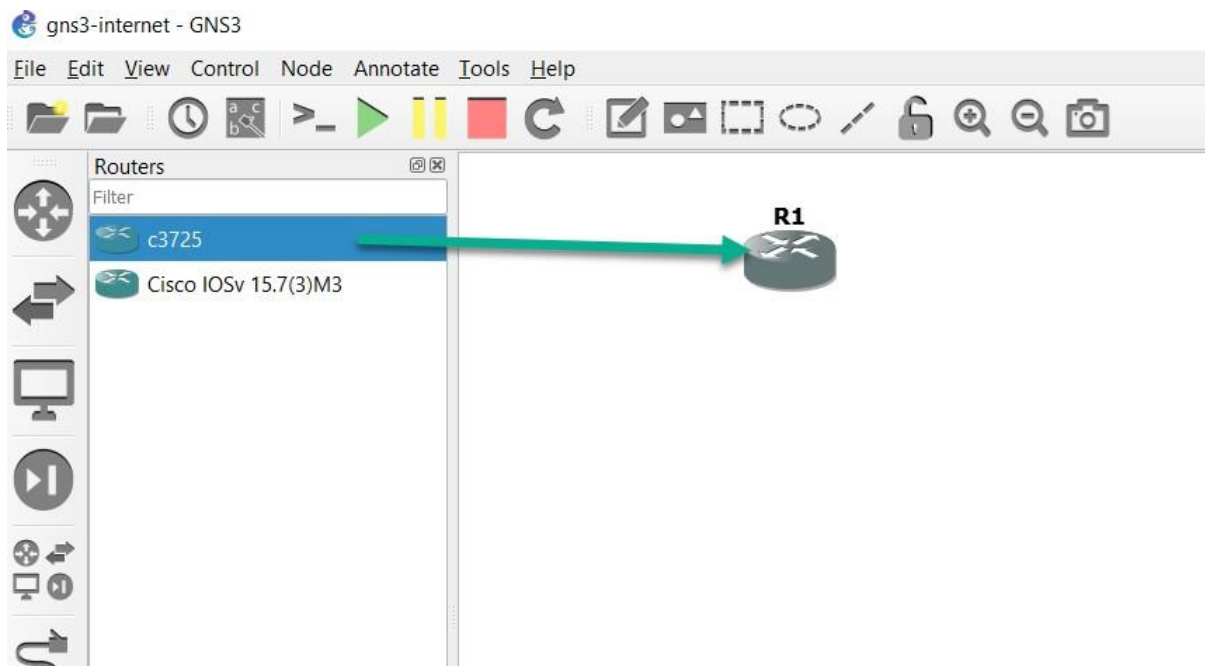 gns3-internet - GNS3
File Edit View Control Node Annotate Tools Help
a c
b
>_
Routers
Filter
c3725
Cisco IOSv 15.7(3)M3
R1